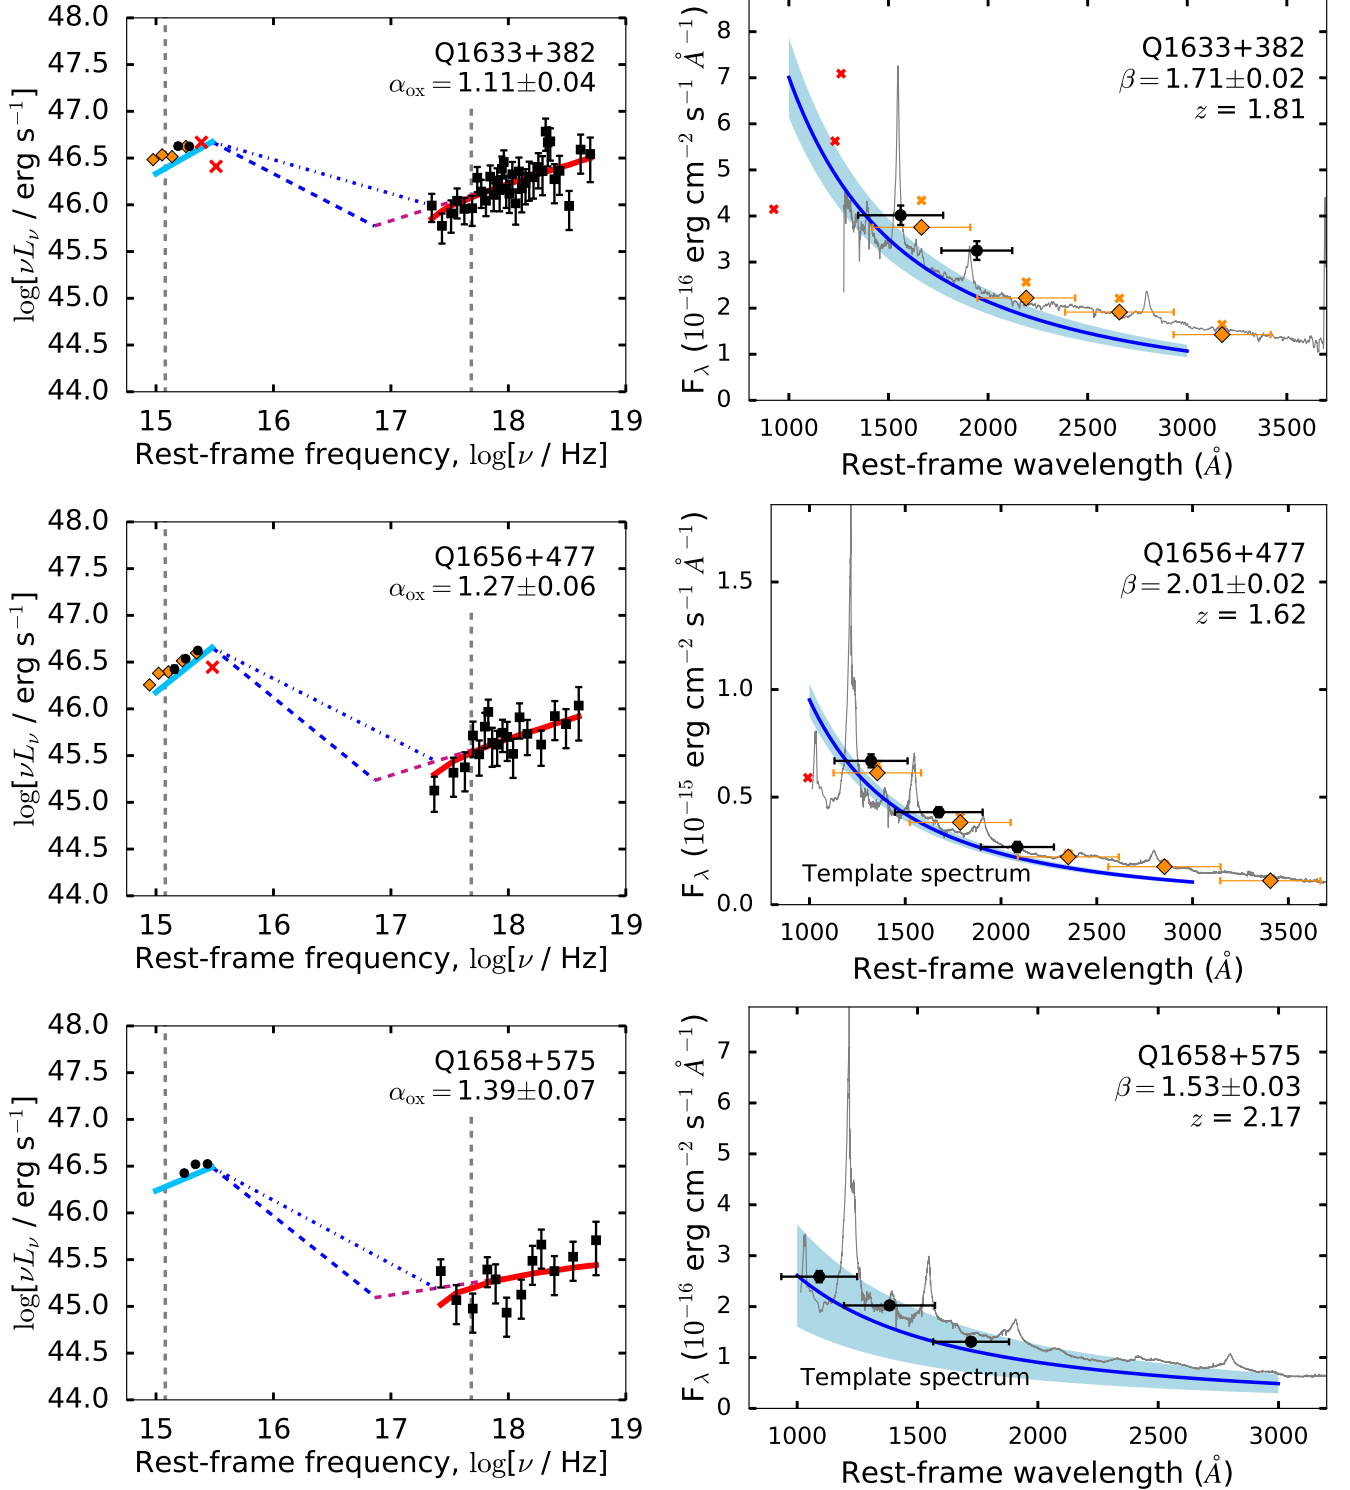 48.0
47.5
47.0
46.5
46.0
45.5
45.0
44.5
44.0
15 16 17 18 19
log[νLν / erg s−1]
Rest-frame frequency, log[ν / Hz]
Q1633+382
αox = 1.11±0.04
8
7
6
5
4
3
2
1
0
1000 1500 2000 2500 3000 3500
Fλ (10−16 erg cm−2 s−1 Å−1)
Rest-frame wavelength (Å)
Q1633+382
β = 1.71±0.02
z = 1.81
48.0
47.5
47.0
46.5
46.0
45.5
45.0
44.5
44.0
15 16 17 18 19
log[νLν / erg s−1]
Rest-frame frequency, log[ν / Hz]
Q1656+477
αox = 1.27±0.06
1.5
1.0
0.5
0.0
1000 1500 2000 2500 3000 3500
Fλ (10−15 erg cm−2 s−1 Å−1)
Rest-frame wavelength (Å)
Q1656+477
β = 2.01±0.02
z = 1.62
Template spectrum
48.0
47.5
47.0
46.5
46.0
45.5
45.0
44.5
44.0
15 16 17 18 19
log[νLν / erg s−1]
Rest-frame frequency, log[ν / Hz]
Q1658+575
αox = 1.39±0.07
7
6
5
4
3
2
1
0
1000 1500 2000 2500 3000
Fλ (10−16 erg cm−2 s−1 Å−1)
Rest-frame wavelength (Å)
Q1658+575
β = 1.53±0.03
z = 2.17
Template spectrum